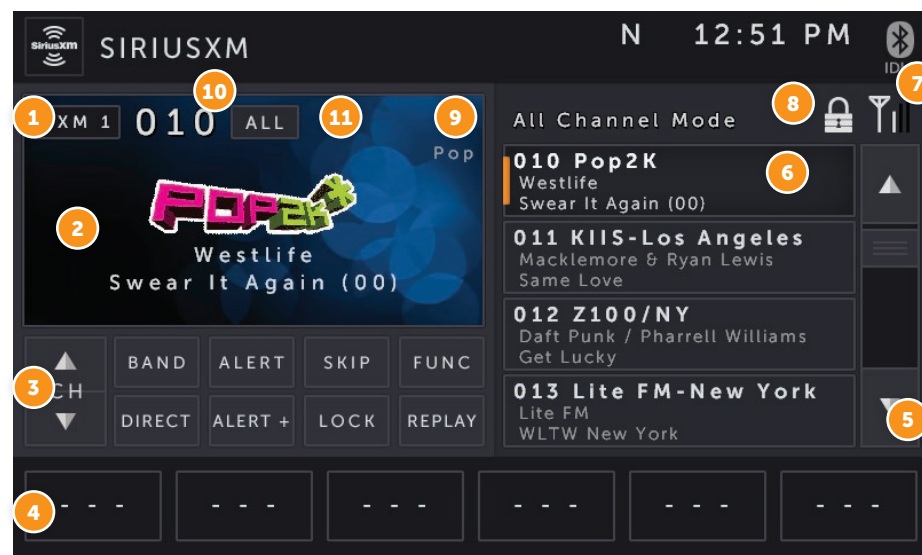 SiriusXm SIRIUSXM N 12:51 PM
7
10 8
1 XM 1 010 ALL 11 9
Pop
POP2K
2
Westlife
Swear It Again (00)
All Channel Mode
010 Pop2K
Westlife
Swear It Again (00)
6
011 KIIS-Los Angeles
Macklemore & Ryan Lewis
Same Love
012 Z100/NY
Daft Punk / Pharrell Williams
Get Lucky
013 Lite FM-New York
Lite FM
WLTW New York
5
3 CH
BAND ALERT SKIP FUNC
DIRECT ALERT + LOCK REPLAY
4 - - - - - - - - - - - - - - - - - -